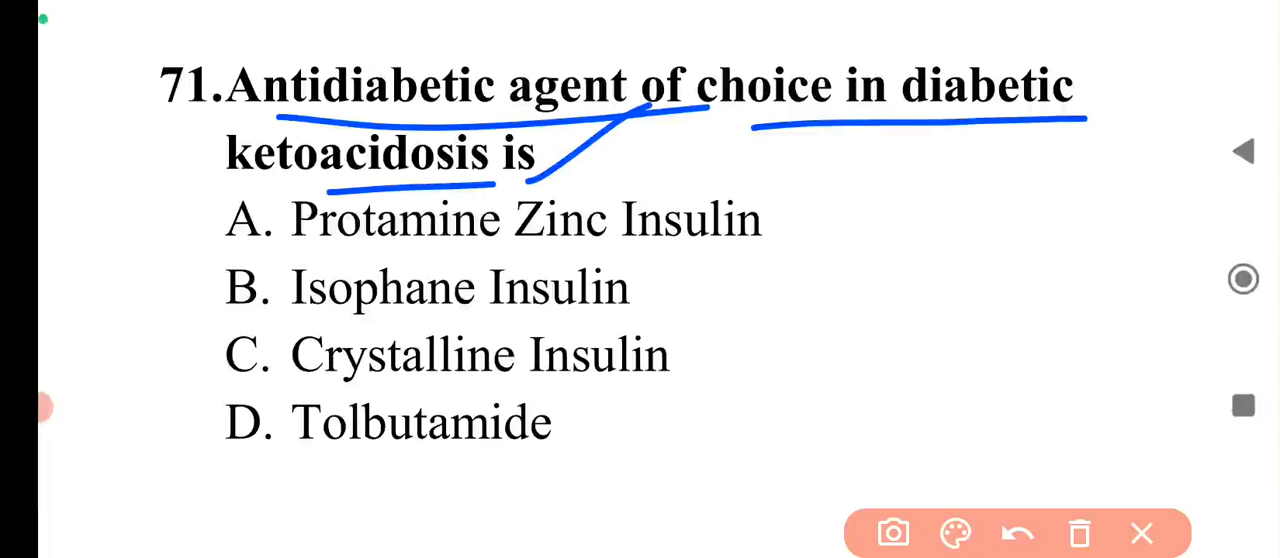 71.Antidiabetic agent of choice in diabetic
ketoacidosis is
A. Protamine Zinc Insulin
B. Isophane Insulin
C. Crystalline Insulin
D. Tolbutamide